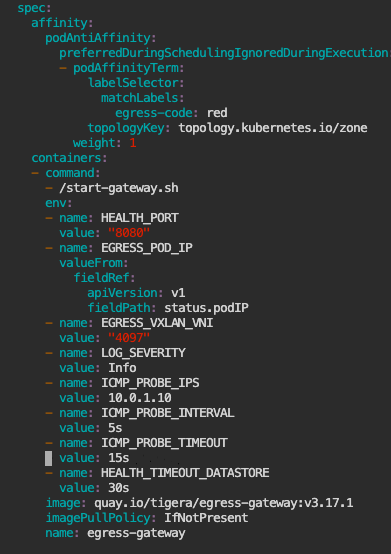 spec:
  affinity:
    podAntiAffinity:
      preferredDuringSchedulingIgnoredDuringExecution:
      - podAffinityTerm:
          labelSelector:
            matchLabels:
              egress-code: red
          topologyKey: topology.kubernetes.io/zone
        weight: 1
  containers:
  - command:
    - /start-gateway.sh
    env:
    - name: HEALTH_PORT
      value: "8080"
    - name: EGRESS_POD_IP
      valueFrom:
        fieldRef:
          apiVersion: v1
          fieldPath: status.podIP
    - name: EGRESS_VXLAN_VNI
      value: "4097"
    - name: LOG_SEVERITY
      value: Info
    - name: ICMP_PROBE_IPS
      value: 10.0.1.10
    - name: ICMP_PROBE_INTERVAL
      value: 5s
    - name: ICMP_PROBE_TIMEOUT
      value: 15s
    - name: HEALTH_TIMEOUT_DATASTORE
      value: 30s
    image: quay.io/tigera/egress-gateway:v3.17.1
    imagePullPolicy: IfNotPresent
    name: egress-gateway